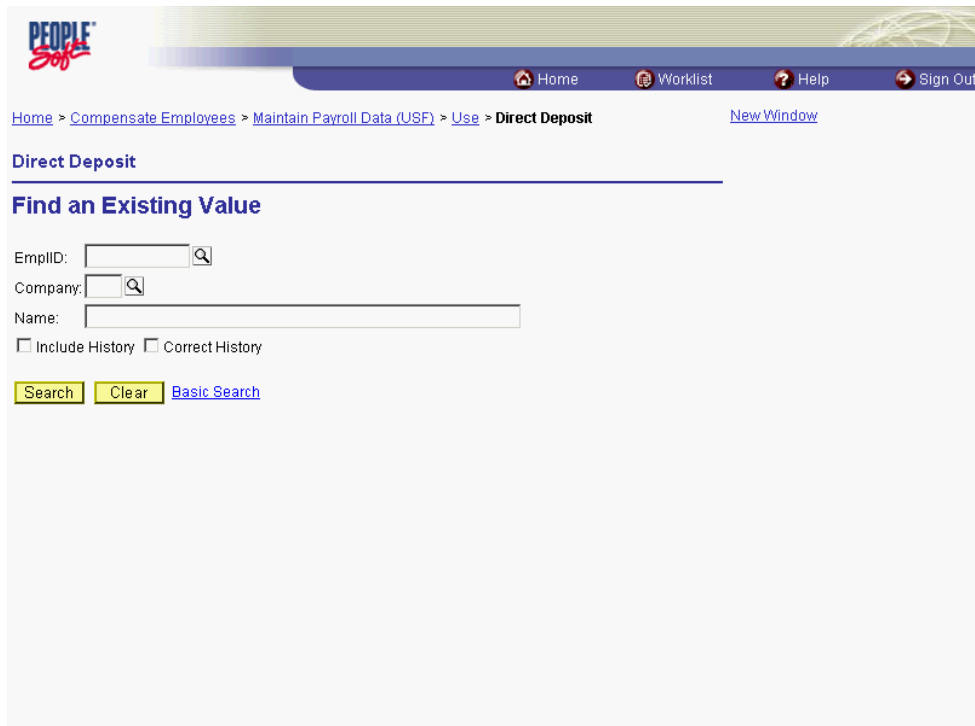 PEOPLE
Soft
Home Worklist Help Sign Out
Home > Compensate Employees > Maintain Payroll Data (USF) > Use > Direct Deposit New Window
Direct Deposit
Find an Existing Value
EmplID:
Company:
Name:
Include History Correct History
Search Clear Basic Search